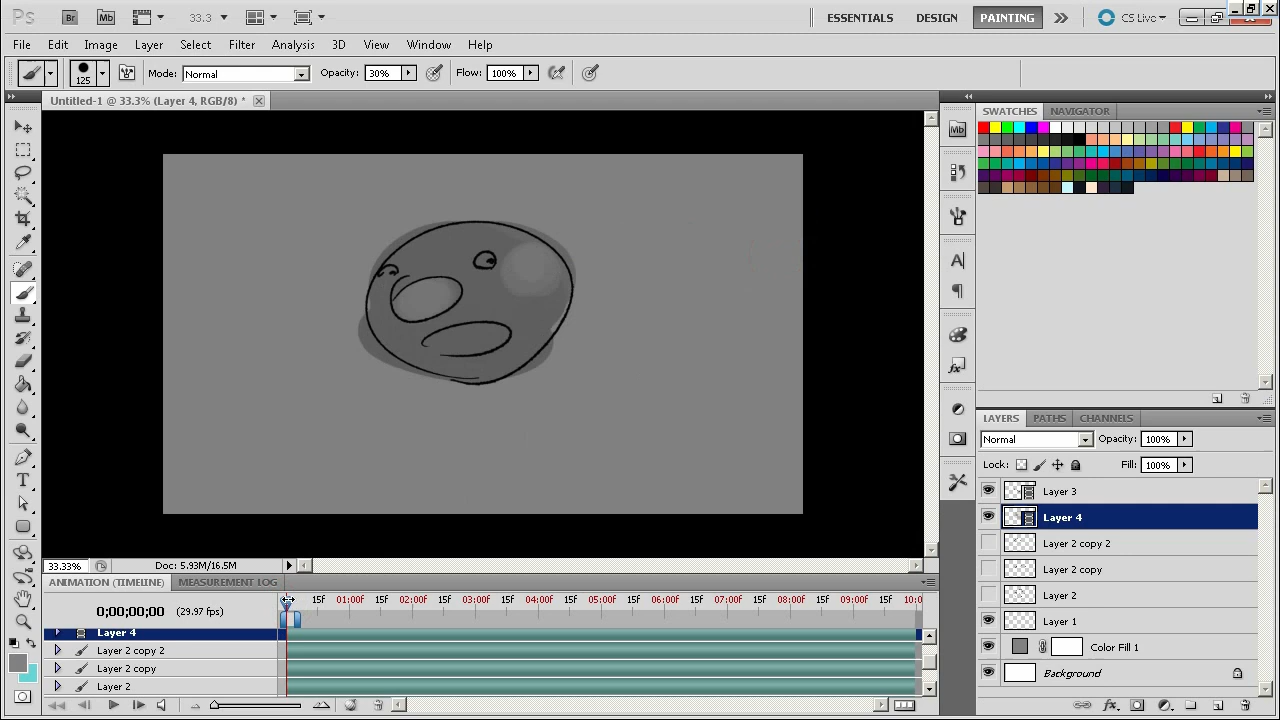 Ps Br Mb 33.3 ESSENTIALS DESIGN PAINTING CS Live
File Edit Image Layer Select Filter Analysis 3D View Window Help
125 Mode: Normal Opacity: 30% Flow: 100%
Untitled-1 @ 33.3% (Layer 4, RGB/8) *
SWATCHES NAVIGATOR
Mb
A
T
LAYERS PATHS CHANNELS
Normal Opacity: 100%
Lock: Fill: 100%
Layer 3
Layer 4
Layer 2 copy 2
Layer 2 copy
Layer 2
Layer 1
Color Fill 1
Background
33.33% Doc: 5.93M/16.5M
ANIMATION (TIMELINE) MEASUREMENT LOG
0;00;00;00 (29.97 fps) 15f 01:00f 15f 02:00f 15f 03:00f 15f 04:00f 15f 05:00f 15f 06:00f 15f 07:00f 15f 08:00f 15f 09:00f 15f 10:0
Layer 4
Layer 2 copy 2
Layer 2 copy
Layer 2
fx